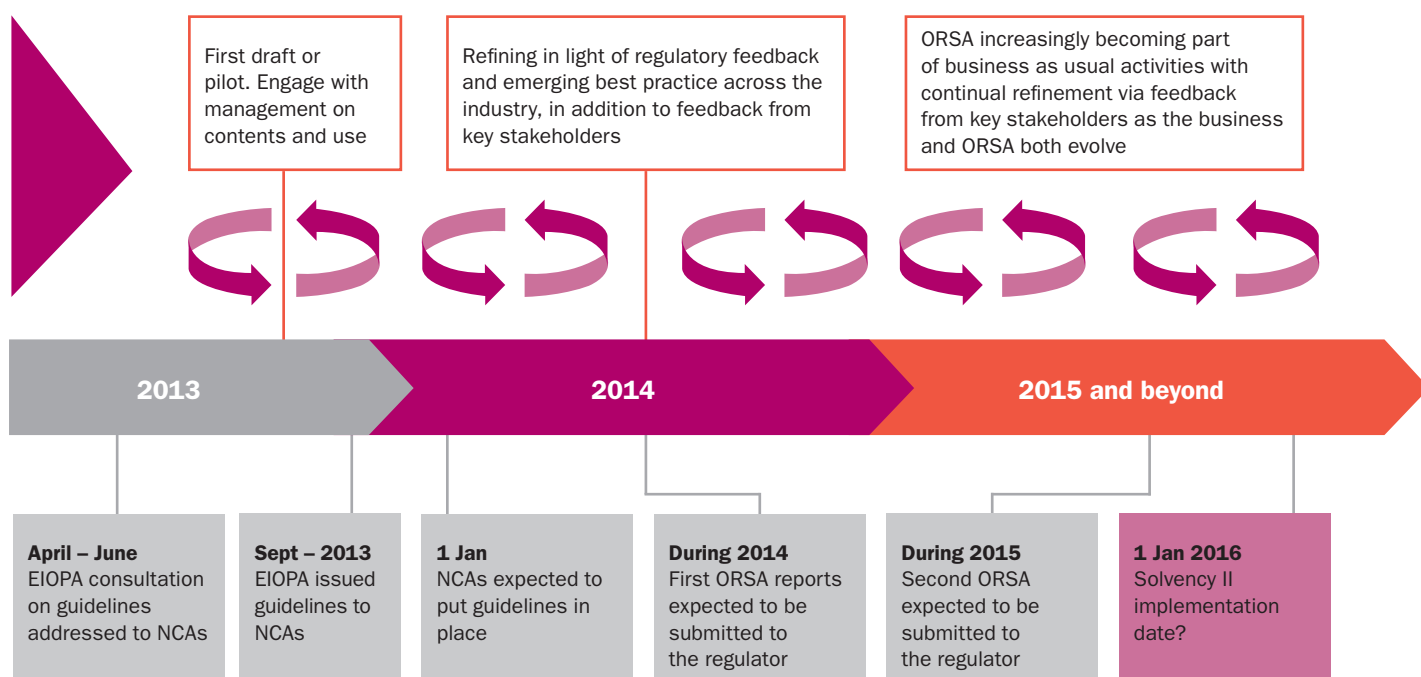 First draft or
pilot. Engage with
management on
contents and use
Refining in light of regulatory feedback
and emerging best practice across the
industry, in addition to feedback from
key stakeholders
ORSA increasingly becoming part
of business as usual activities with
continual refinement via feedback
from key stakeholders as the business
and ORSA both evolve
2013
2014
2015 and beyond
April – June
EIOPA consultation
on guidelines
addressed to NCAs
Sept – 2013
EIOPA issued
guidelines to
NCAs
1 Jan
NCAs expected to
put guidelines in
place
During 2014
First ORSA reports
expected to be
submitted to
the regulator
During 2015
Second ORSA
expected to be
submitted to
the regulator
1 Jan 2016
Solvency II
implementation
date?